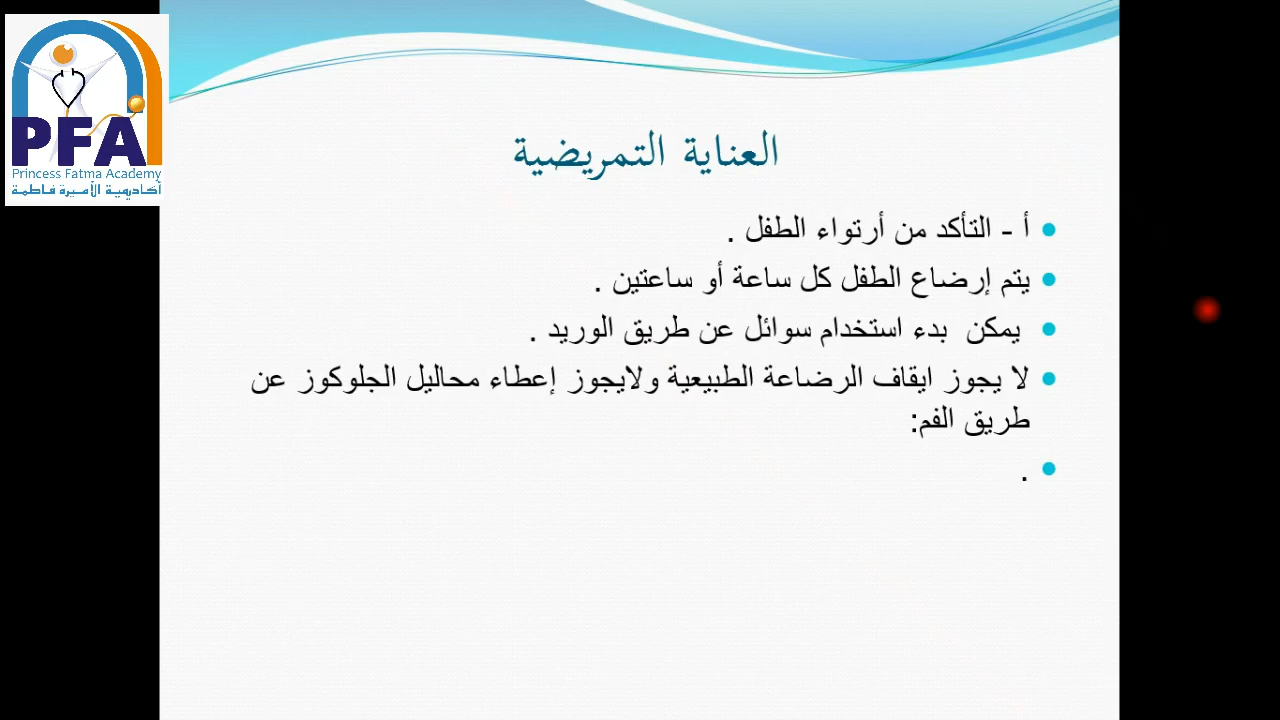 PFA
Princess Fatma Academy
أكاديمية الأميرة فاطمة
العناية التمريضية
أ - التأكد من أرتواء الطفل .
يتم إرضاع الطفل كل ساعة أو ساعتين .
يمكن بدء استخدام سوائل عن طريق الوريد .
لا يجوز ايقاف الرضاعة الطبيعية ولايجوز إعطاء محاليل الجلوكوز عن
طريق الفم:
.